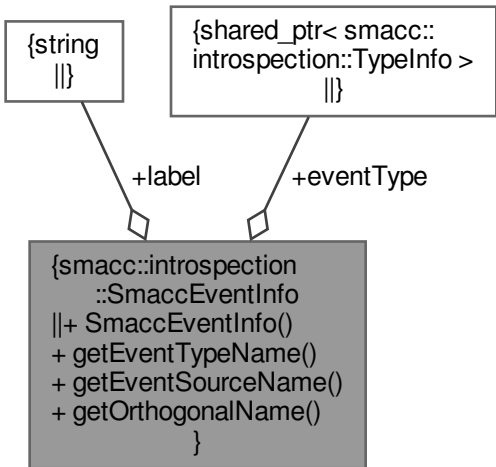 {string
||}
{shared_ptr< smacc::
introspection::TypeInfo >
||}
+label
+eventType
{smacc::introspection
::SmaccEventInfo
||+ SmaccEventInfo()
+ getEventTypeName()
+ getEventSourceName()
+ getOrthogonalName()
}